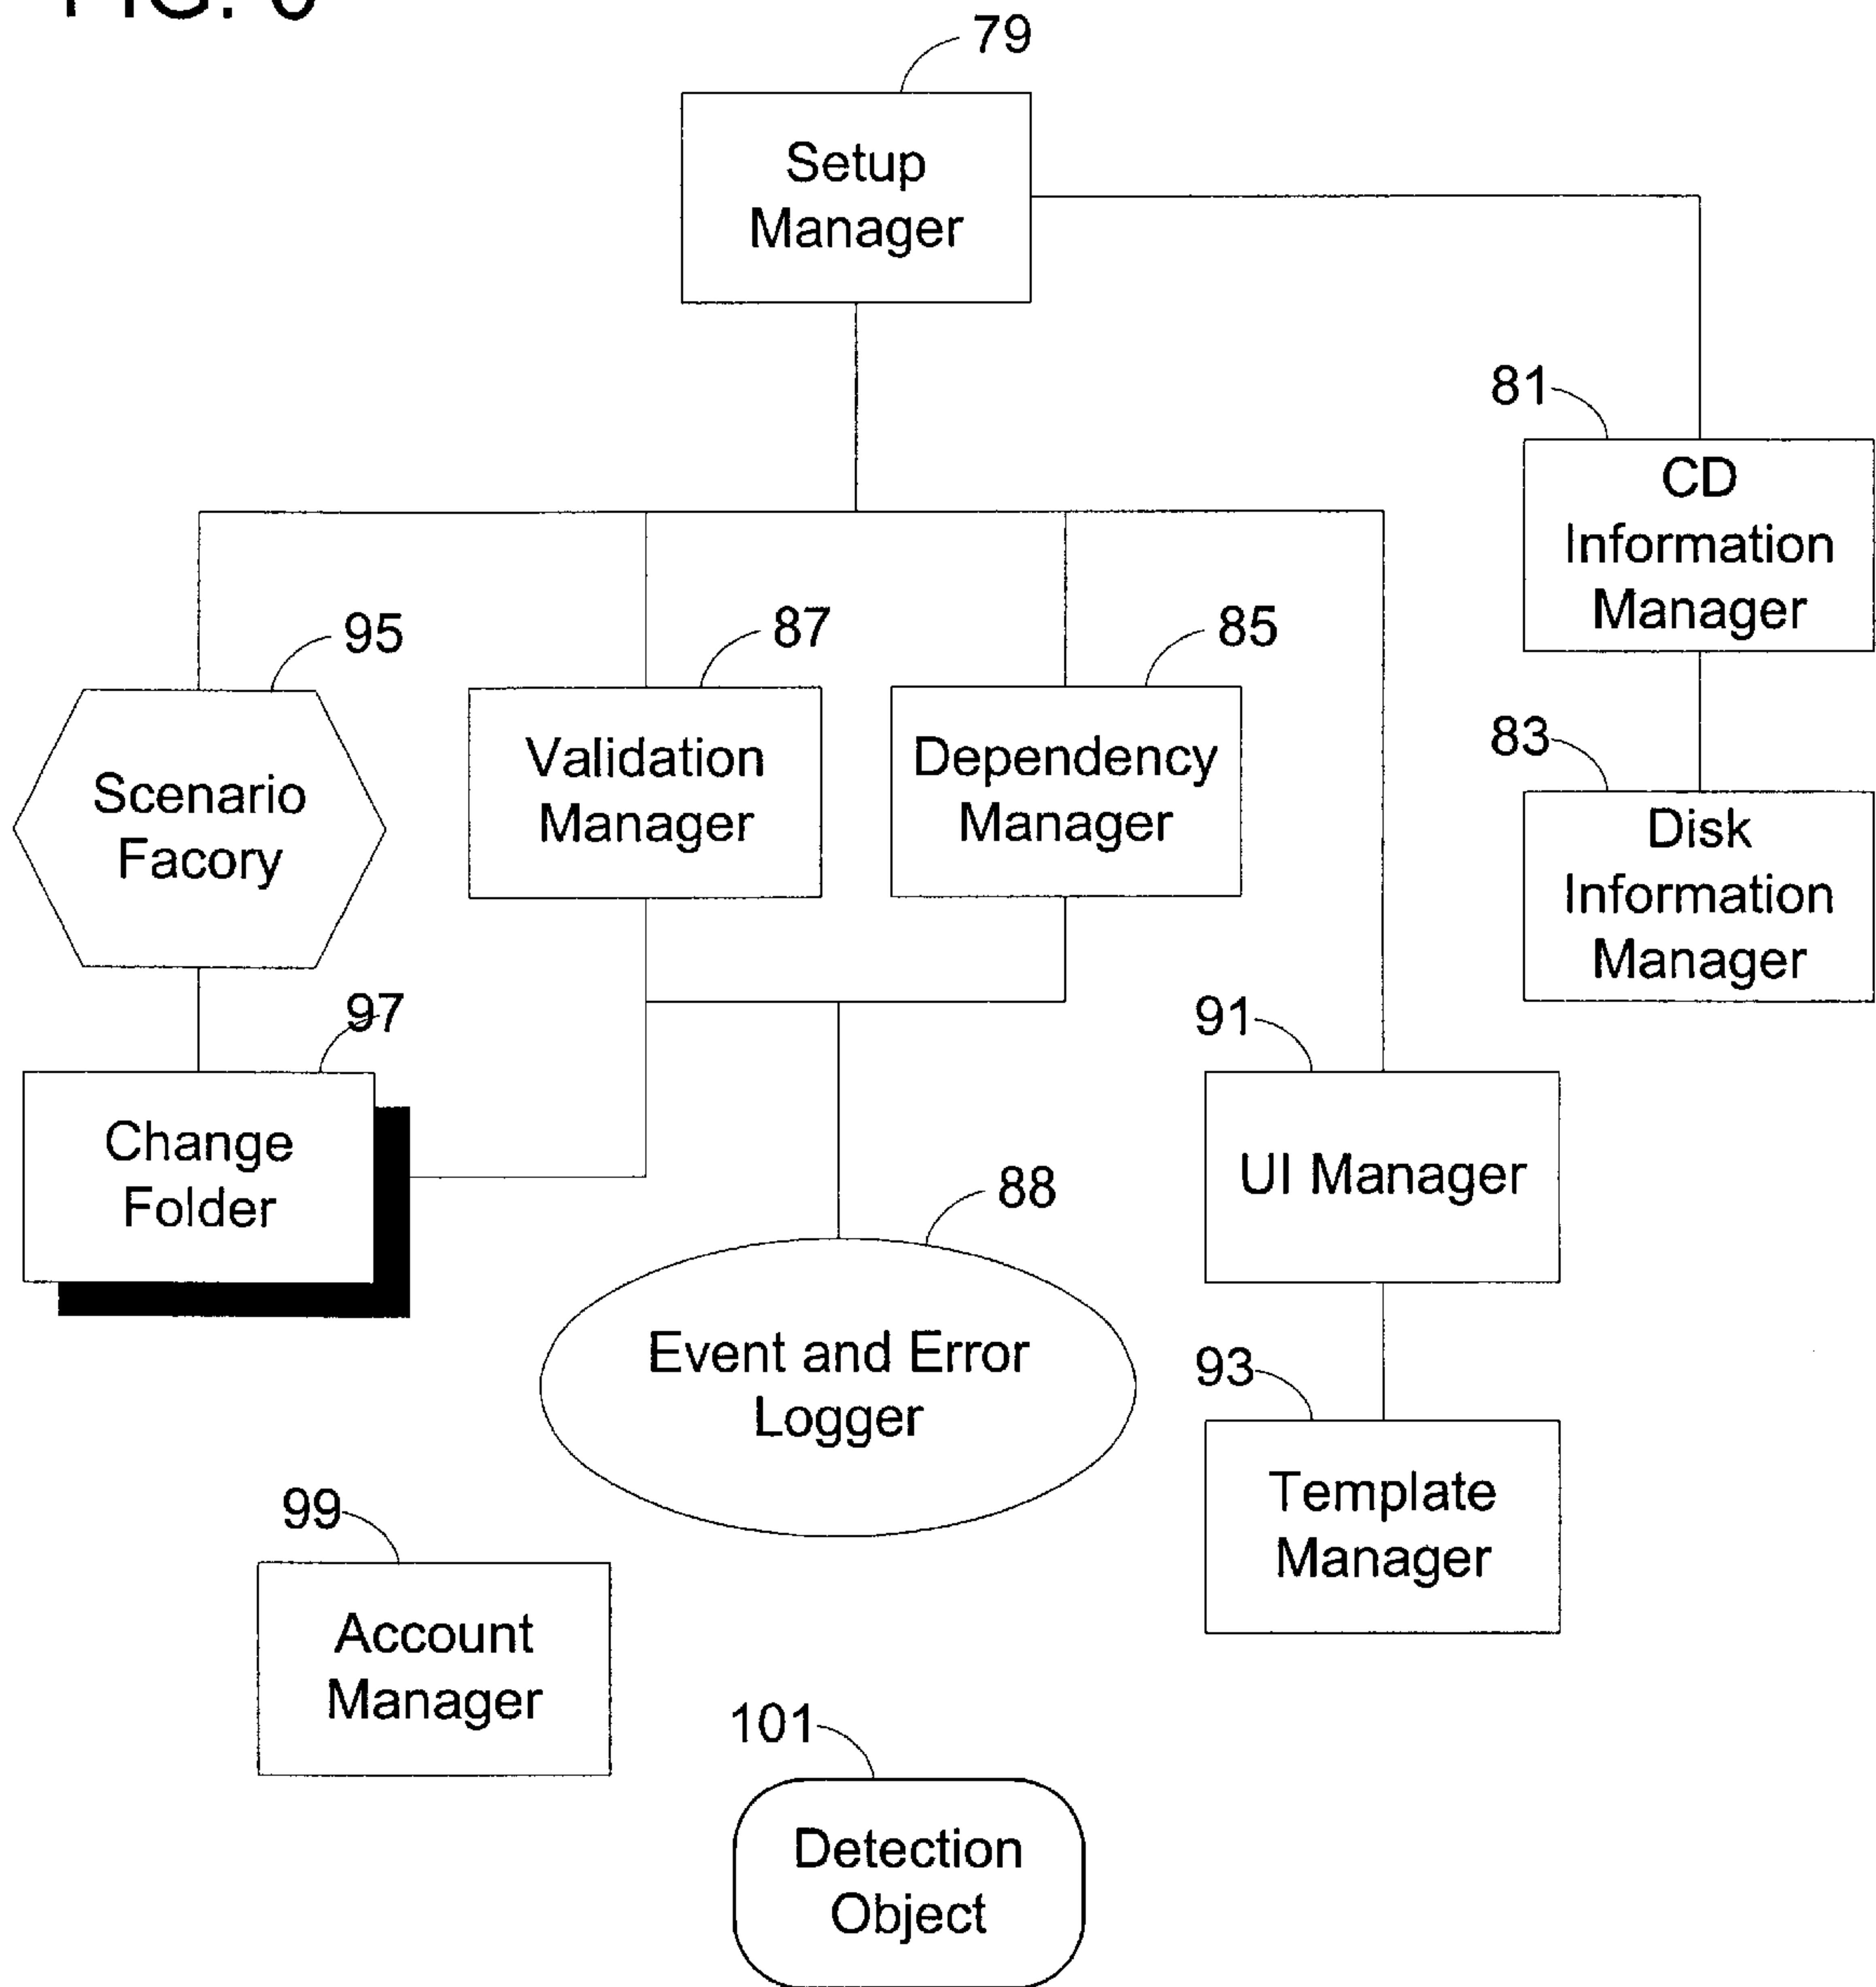 FIG. 6
79
Setup
Manager
81
CD
Information
Manager
95
87
85
Scenario
Facory
Validation
Manager
Dependency
Manager
83
Disk
Information
Manager
97
91
Change
Folder
UI Manager
88
Event and Error
Logger
93
Template
Manager
99
Account
Manager
101
Detection
Object